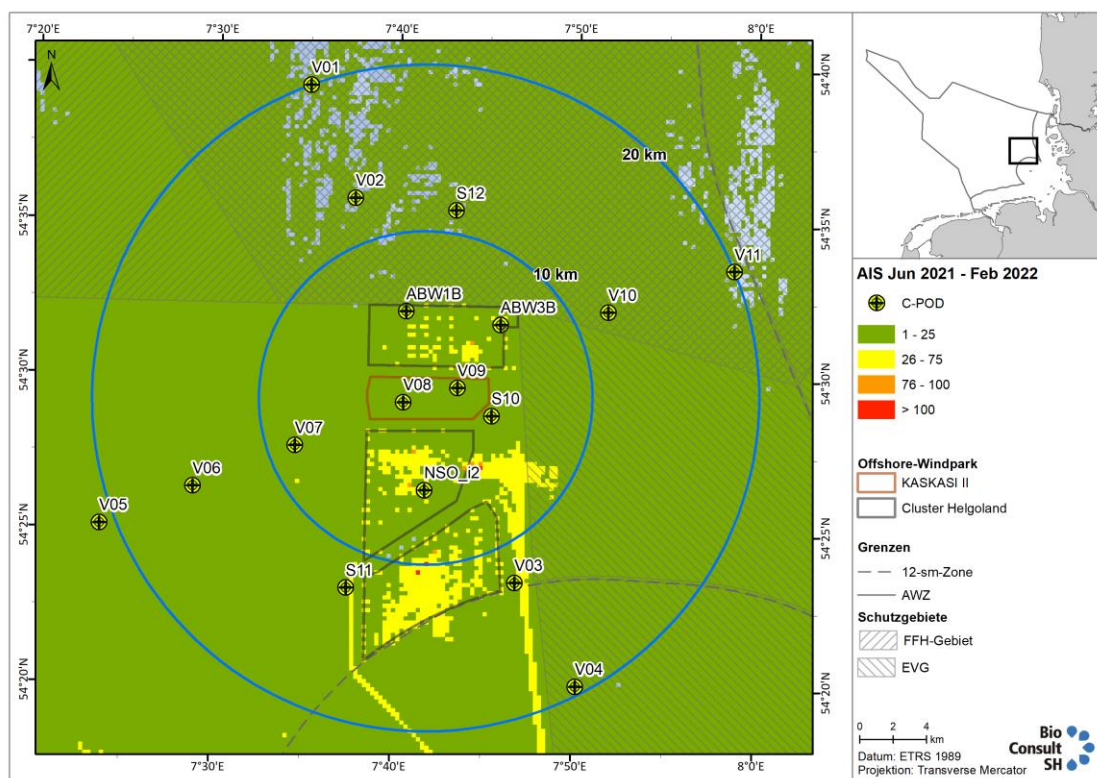 7°20'E 7°30'E 7°40'E 7°50'E 8°0'E
N
V01
54°40'N
20 km
54°35'N
V02
S12
54°35'N
V11
10 km
ABW1B
ABW3B
V10
54°30'N
54°30'N
V09
V08
S10
V07
NSO_i2
V06
V05
54°25'N
54°25'N
S11
V03
54°20'N
V04
54°20'N
7°30'E 7°40'E 7°50'E 8°0'E
AIS Jun 2021 - Feb 2022
C-POD
1 - 25
26 - 75
76 - 100
> 100
Offshore-Windpark
KASKASI II
Cluster Helgoland
Grenzen
12-sm-Zone
AWZ
Schutzgebiete
FFH-Gebiet
EVG
0 2 4
km
Datum: ETRS 1989
Projektion: Transverse Mercator
Bio
Consult
SH